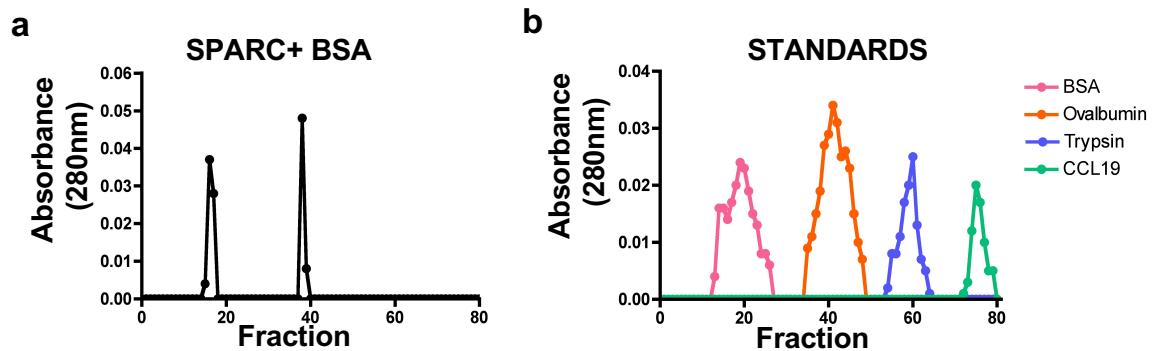 a
SPARC+ BSA
Absorbance
(280nm)
0.06
0.05
0.04
0.03
0.02
0.01
0.00
0
20
40
60
80
Fraction
b
STANDARDS
Absorbance
(280nm)
0.04
0.03
0.02
0.01
0.00
0
20
40
60
80
Fraction
BSA
Ovalbumin
Trypsin
CCL19